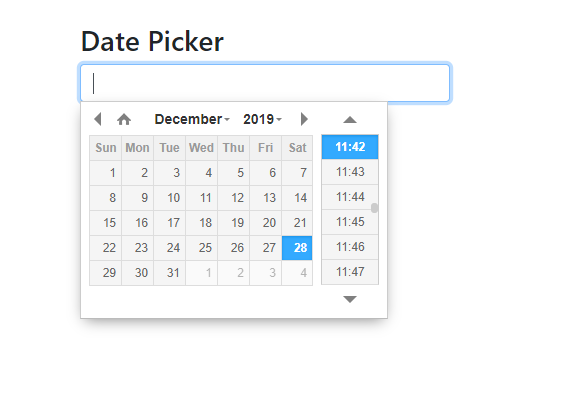 Date Picker
December 2019
Sun Mon Tue Wed Thu Fri Sat
1 2 3 4 5 6 7
8 9 10 11 12 13 14
15 16 17 18 19 20 21
22 23 24 25 26 27 28
29 30 31 1 2 3 4
11:42
11:43
11:44
11:45
11:46
11:47